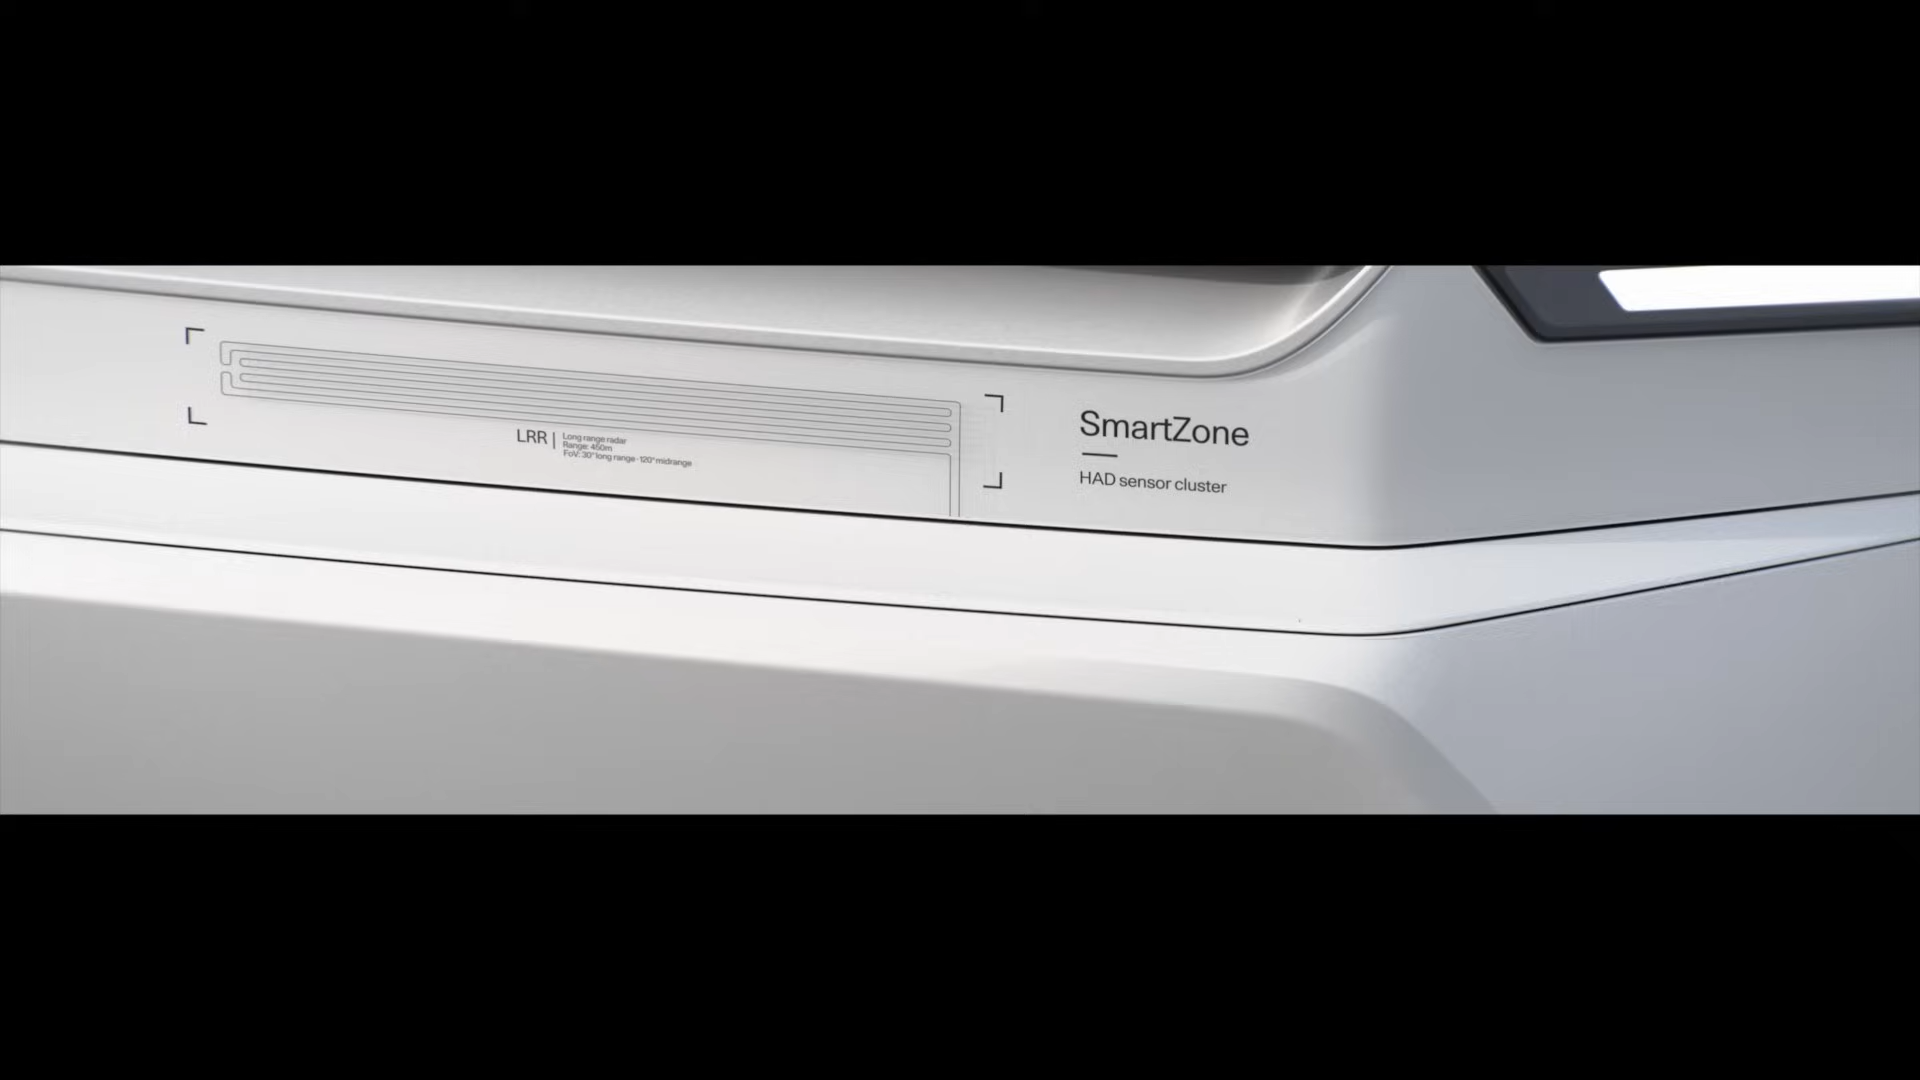 LRR
Long range radar
Range: 450m
FoV: 30° long range · 120° midrange
SmartZone
HAD sensor cluster